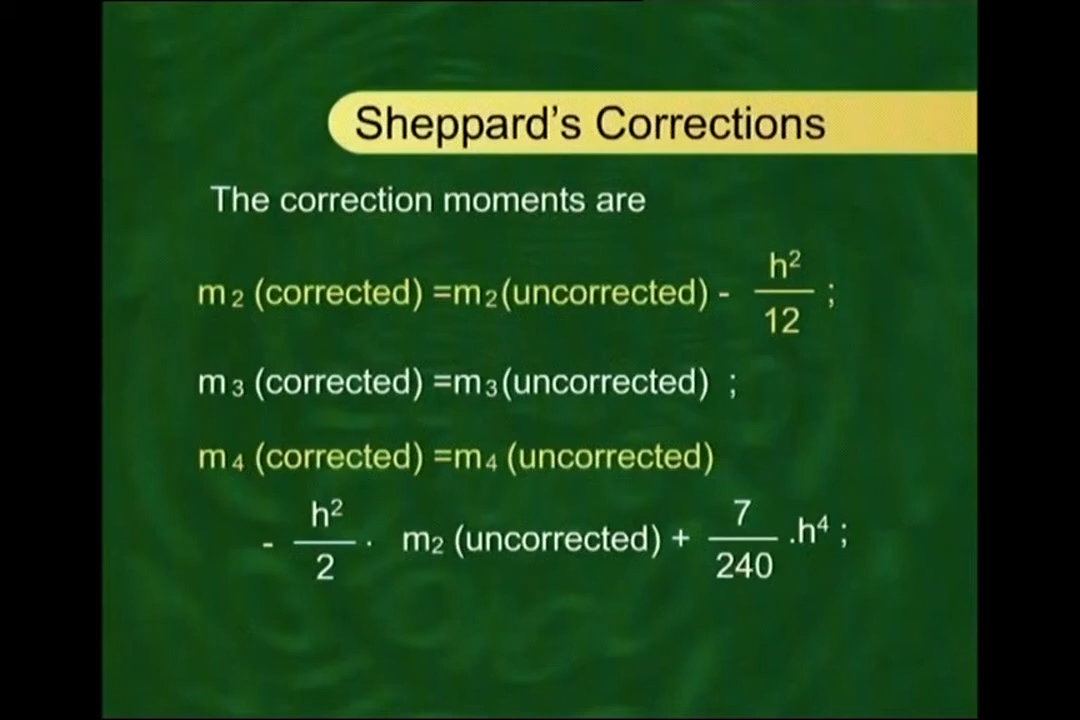 Sheppard's Corrections
The correction moments are
m₂ (corrected) =m₂(uncorrected) - h²/12 ;
m₃ (corrected) =m₃(uncorrected) ;
m₄ (corrected) =m₄ (uncorrected)
- h²/2 . m₂ (uncorrected) + 7/240 .h⁴ ;